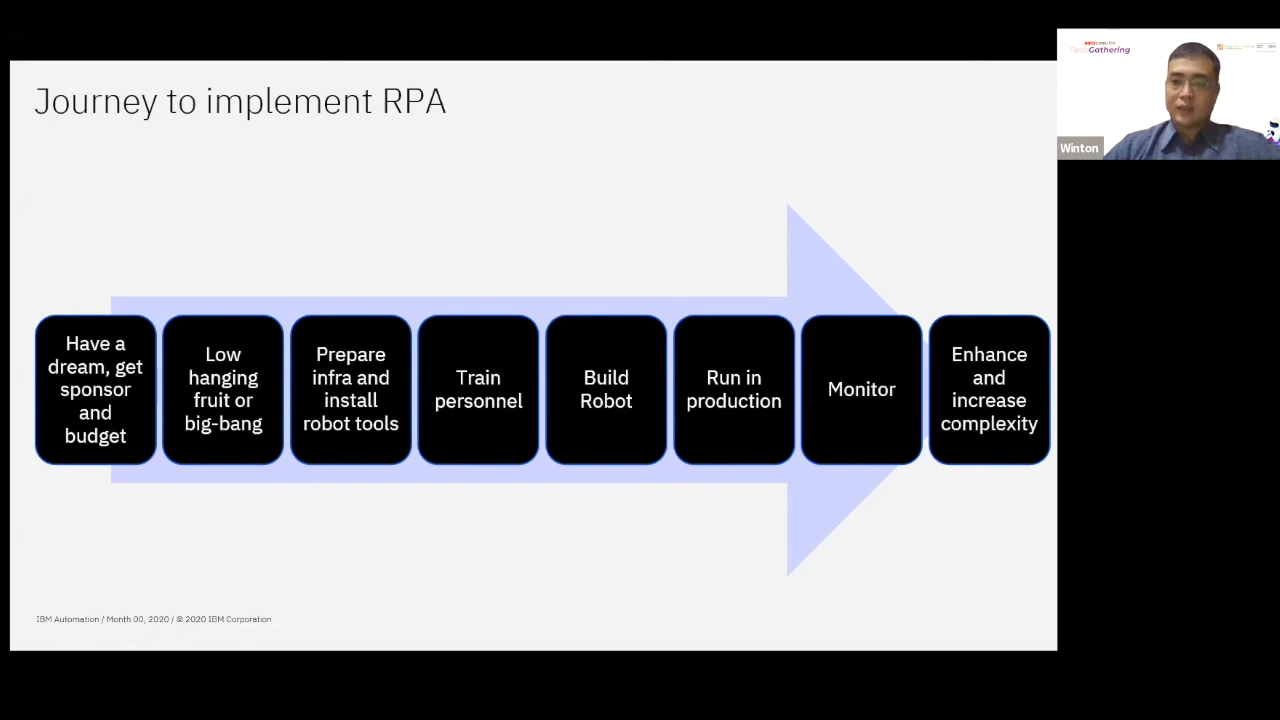 Journey to implement RPA
Have a
dream, get
sponsor
and
budget
Low
hanging
fruit or
big-bang
Prepare
infra and
install
robot tools
Train
personnel
Build
Robot
Run in
production
Monitor
Enhance
and
increase
complexity
IBM Automation / Month 00, 2020 / © 2020 IBM Corporation
Gathering
Winton